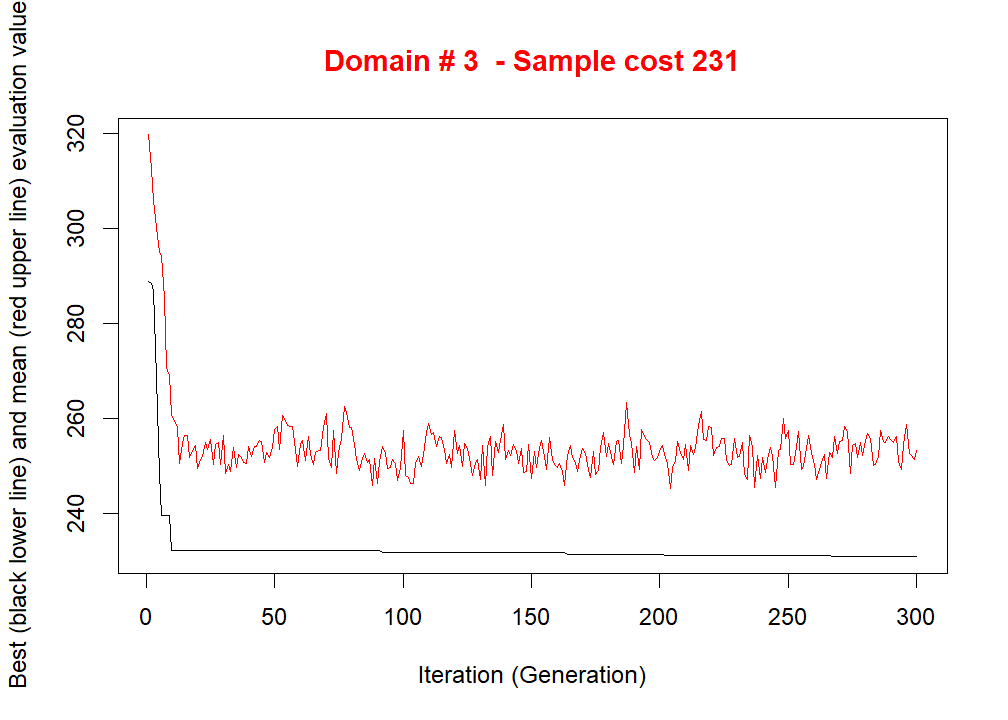 Domain # 3  - Sample cost 231
Best (black lower line) and mean (red upper line) evaluation value
320
300
280
260
240
0 50 100 150 200 250 300
Iteration (Generation)